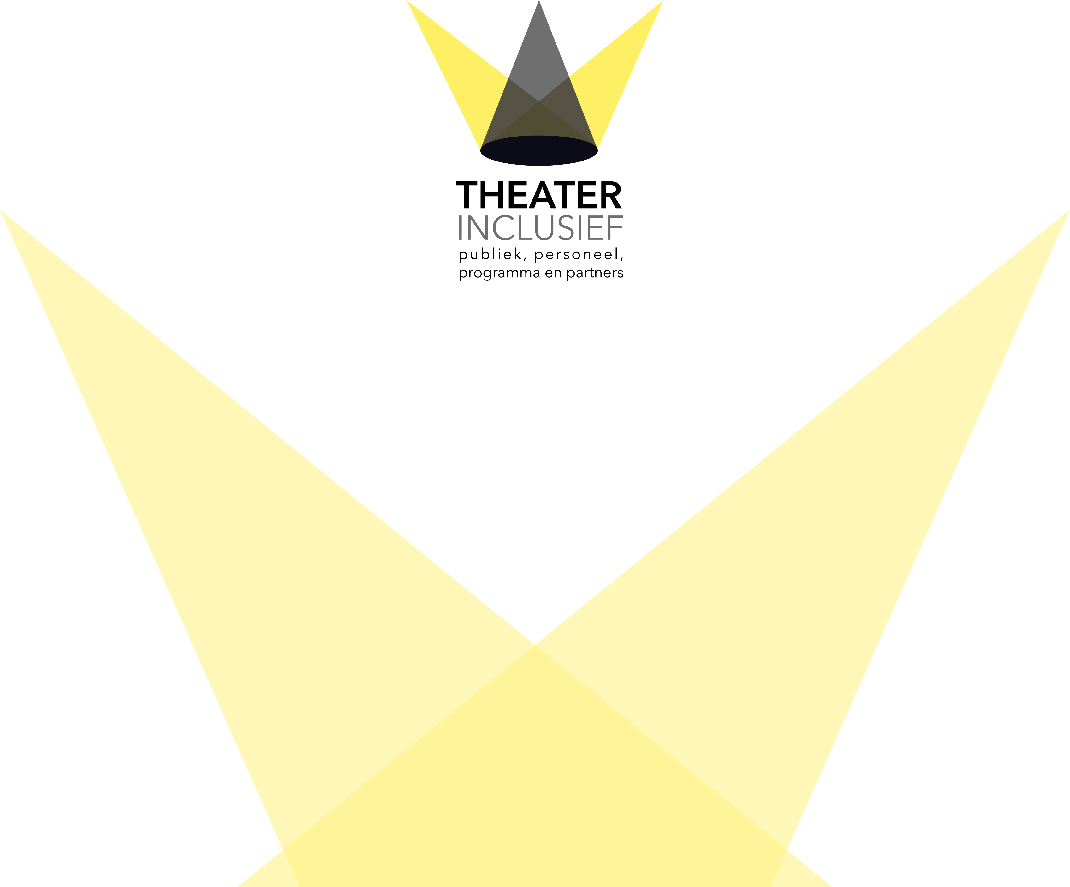 THEATER
INCLUSIEF
publiek, personeel,
programma en partners